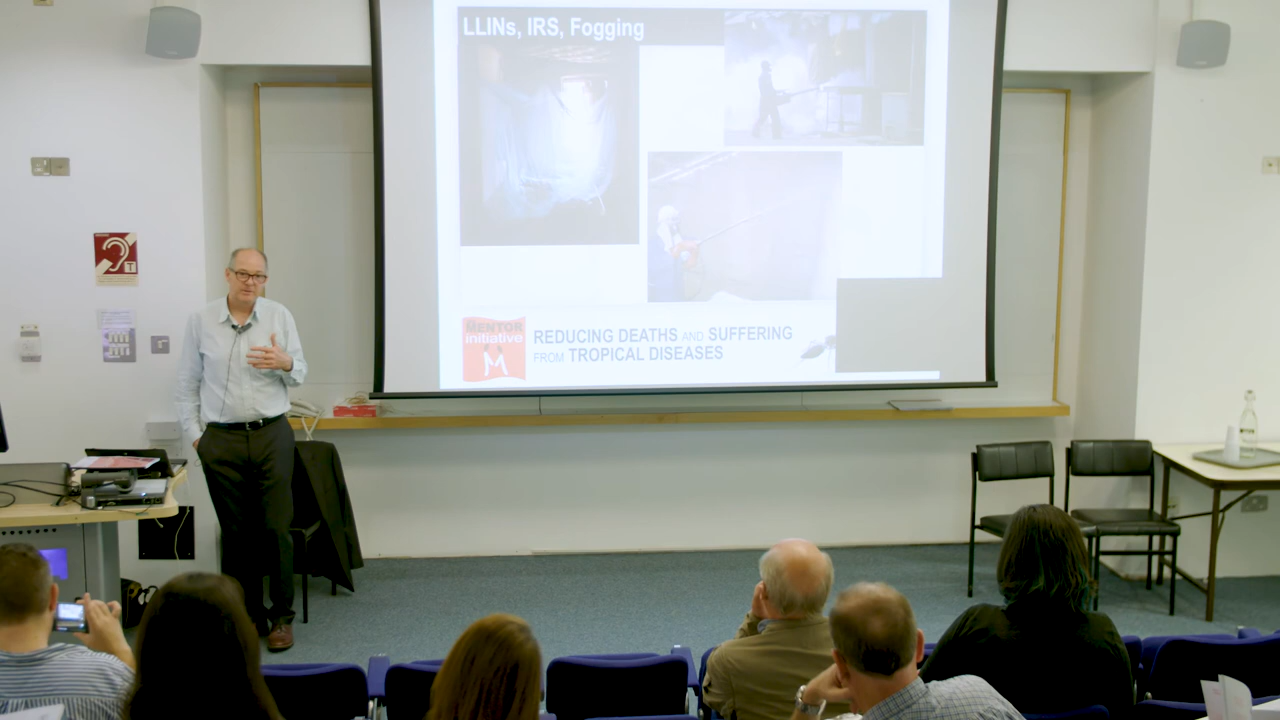 LLINs, IRS, Fogging
MENTOR
initiative
REDUCING DEATHS AND SUFFERING
FROM TROPICAL DISEASES
T